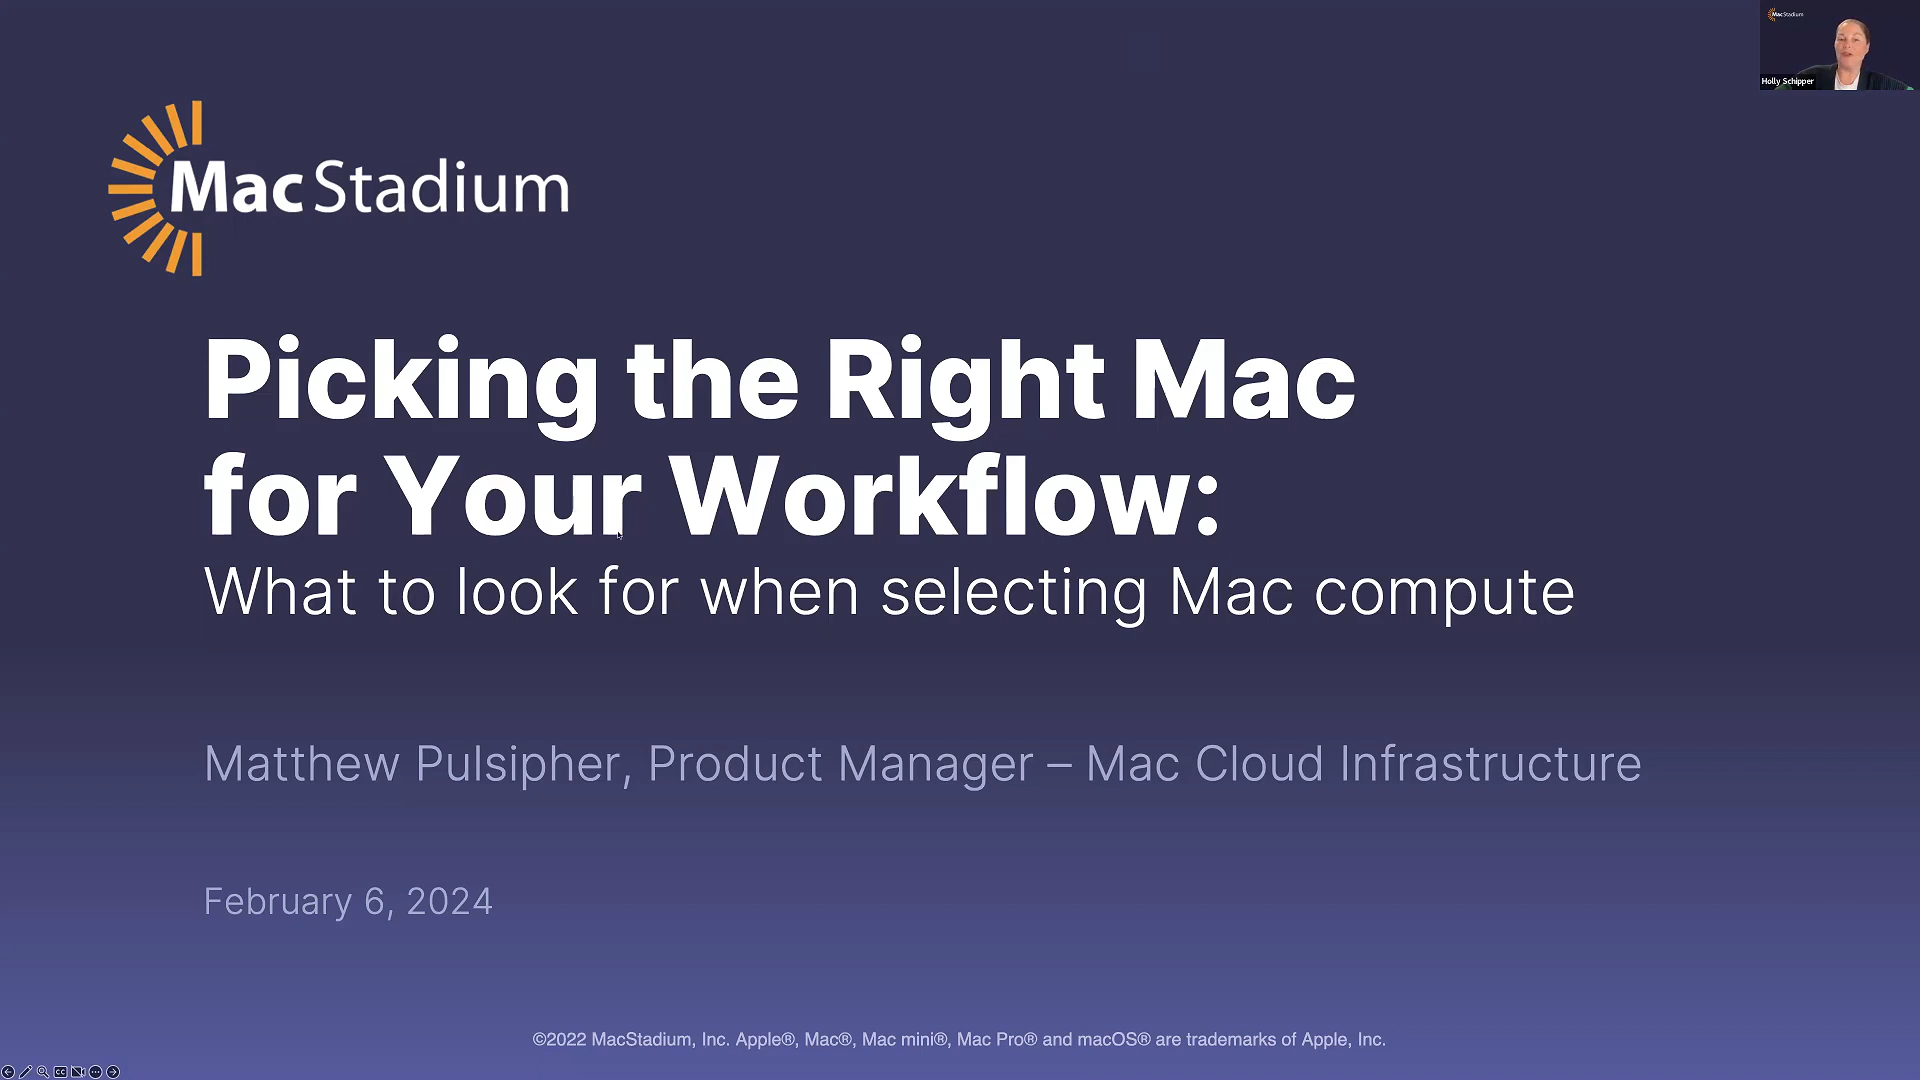 MacStadium
Holly Schipper
MacStadium
Picking the Right Mac
for Your Workflow:
What to look for when selecting Mac compute
Matthew Pulsipher, Product Manager – Mac Cloud Infrastructure
February 6, 2024
©2022 MacStadium, Inc. Apple®, Mac®, Mac mini®, Mac Pro® and macOS® are trademarks of Apple, Inc.
CC